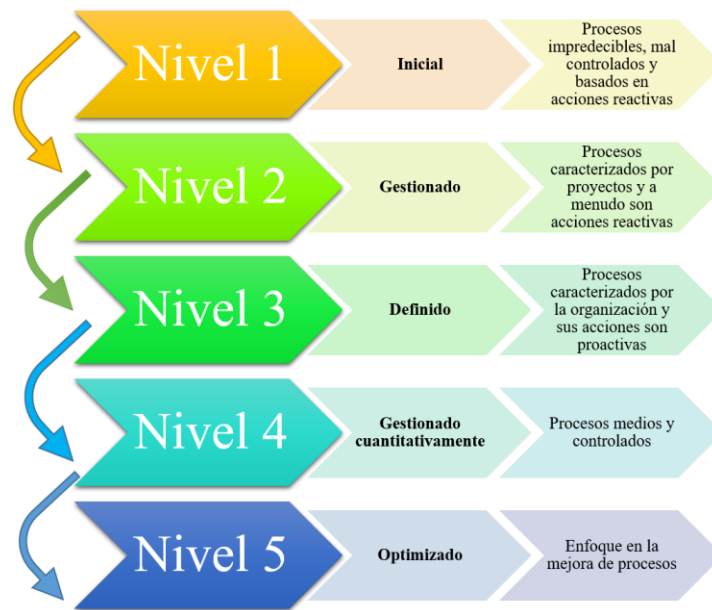 Nivel 1
Inicial
Procesos
impredecibles, mal
controlados y
basados en
acciones reactivas
Nivel 2
Gestionado
Procesos
caracterizados por
proyectos y a
menudo son
acciones reactivas
Nivel 3
Definido
Procesos
caracterizados por
la organización y
sus acciones son
proactivas
Nivel 4
Gestionado
cuantitativamente
Procesos medios y
controlados
Nivel 5
Optimizado
Enfoque en la
mejora de procesos